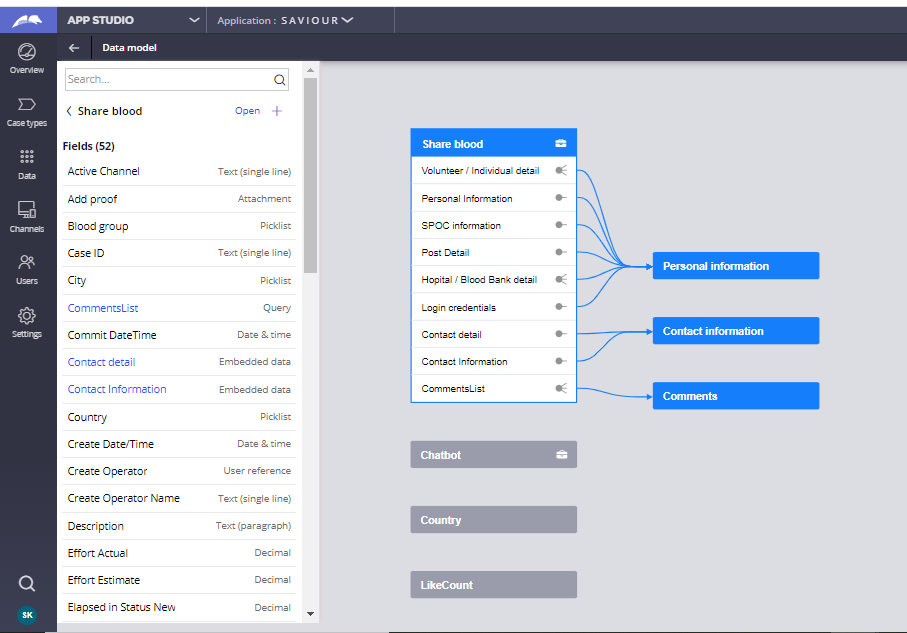 APP STUDIO
Application : SAVIOUR
Data model
Overview
Case types
Data
Channels
Users
Settings
SK
Search...
Share blood Open
Fields (52)
Active Channel Text (single line)
Add proof Attachment
Blood group Picklist
Case ID Text (single line)
City Picklist
CommentsList Query
Commit DateTime Date & time
Contact detail Embedded data
Contact Information Embedded data
Country Picklist
Create Date/Time Date & time
Create Operator User reference
Create Operator Name Text (single line)
Description Text (paragraph)
Effort Actual Decimal
Effort Estimate Decimal
Elapsed in Status New Decimal
Share blood
Volunteer / Individual detail
Personal Information
SPOC information
Post Detail
Hopital / Blood Bank detail
Login credentials
Contact detail
Contact Information
CommentsList
Personal information
Contact information
Comments
Chatbot
Country
LikeCount